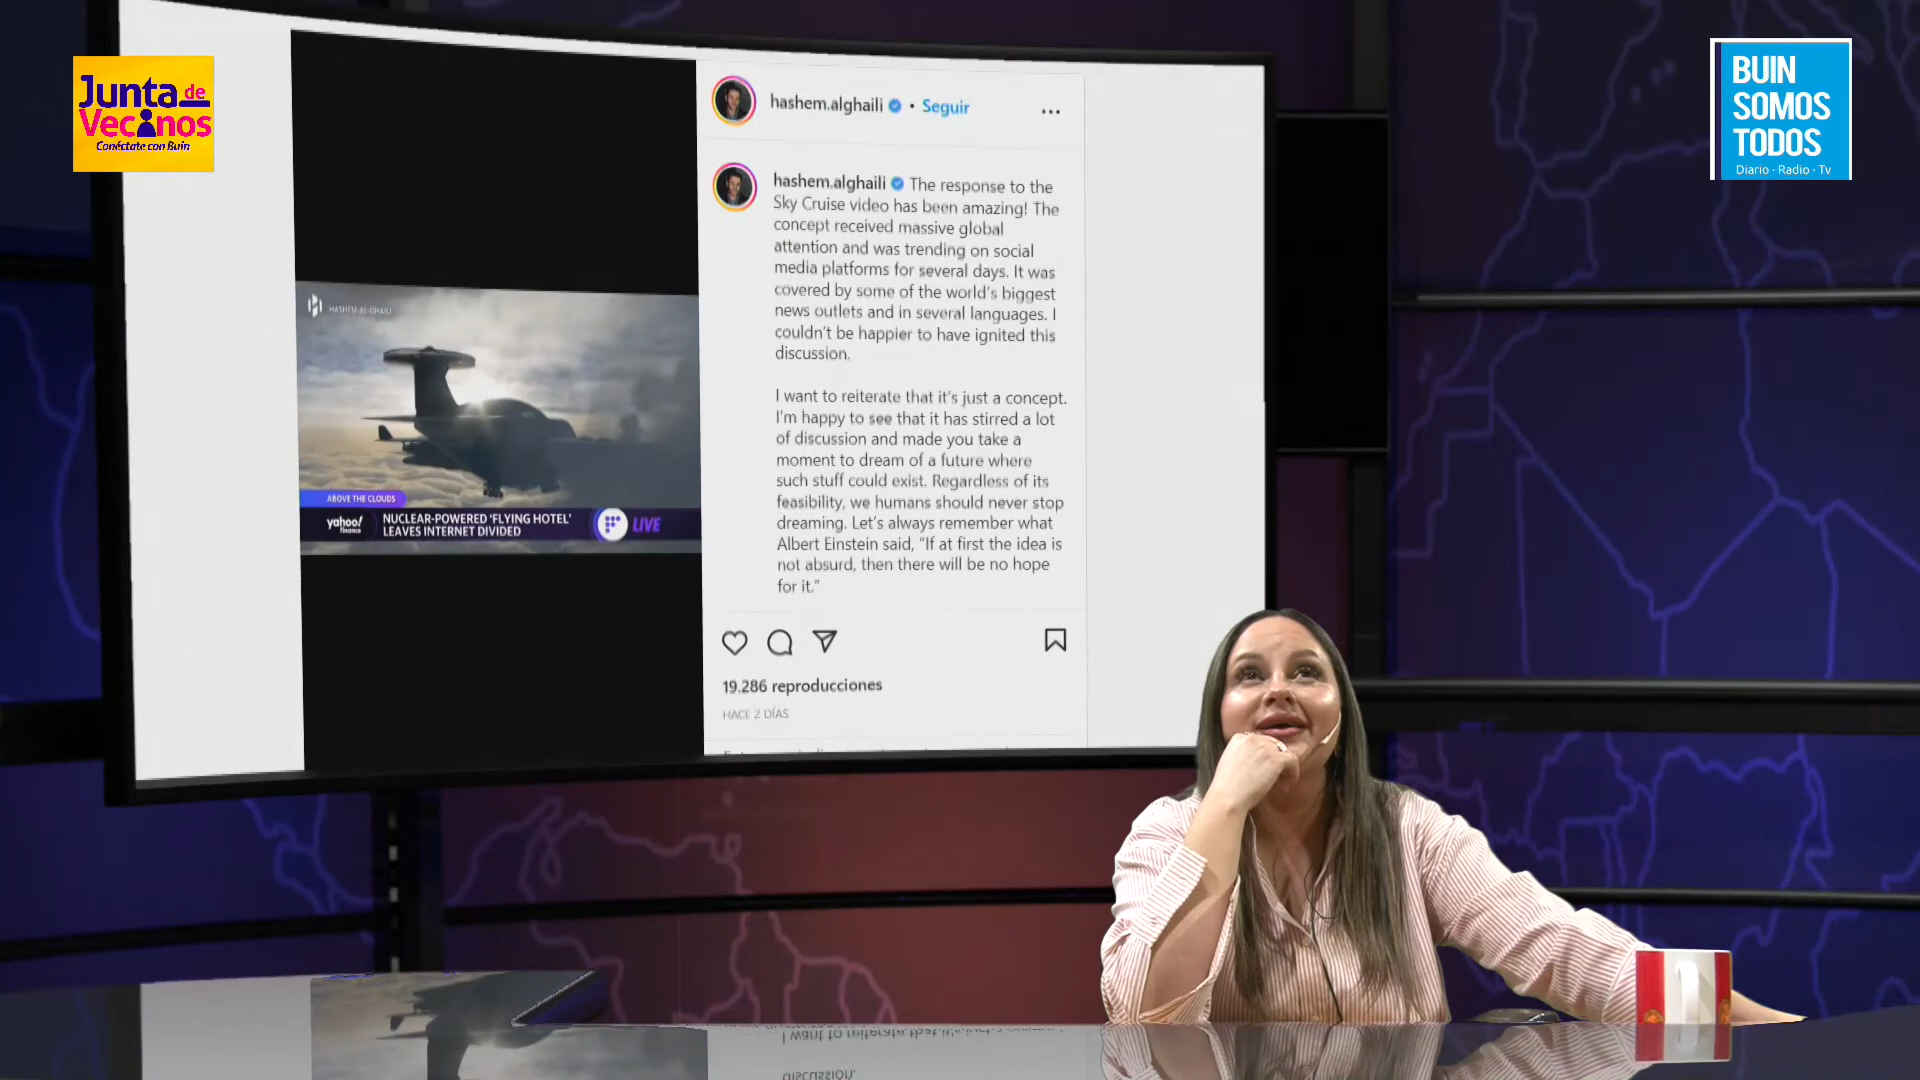 Junta de
Vecinos
Conéctate con Buin
BUIN
SOMOS
TODOS
Diario · Radio · Tv
hashem.alghaili • Seguir
...
hashem.alghaili The response to the
Sky Cruise video has been amazing! The
concept received massive global
attention and was trending on social
media platforms for several days. It was
covered by some of the world's biggest
news outlets and in several languages. I
couldn't be happier to have ignited this
discussion.
I want to reiterate that it's just a concept.
I'm happy to see that it has stirred a lot
of discussion and made you take a
moment to dream of a future where
such stuff could exist. Regardless of its
feasibility, we humans should never stop
dreaming. Let's always remember what
Albert Einstein said, "If at first the idea is
not absurd, then there will be no hope
for it."
19.286 reproducciones
HACE 2 DÍAS
HASHEM AL-GHAILI
ABOVE THE CLOUDS
yahoo!
finance
NUCLEAR-POWERED 'FLYING HOTEL'
LEAVES INTERNET DIVIDED
LIVE
I want to reiterate that it's just a concept.
discussion.